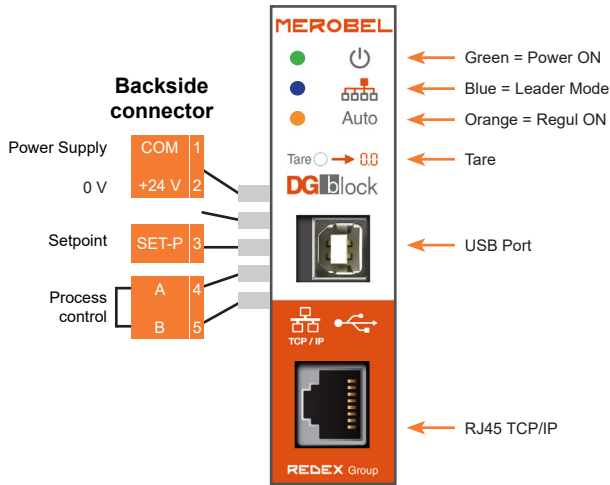 MEROBEL
Green = Power ON
Blue = Leader Mode
Auto
Orange = Regul ON
Tare
0.0
Tare
DG block
USB Port
TCP / IP
RJ45 TCP/IP
REDEX Group
Backside
connector
Power Supply
COM 1
0 V
+24 V 2
Setpoint
SET-P 3
Process
control
A 4
B 5